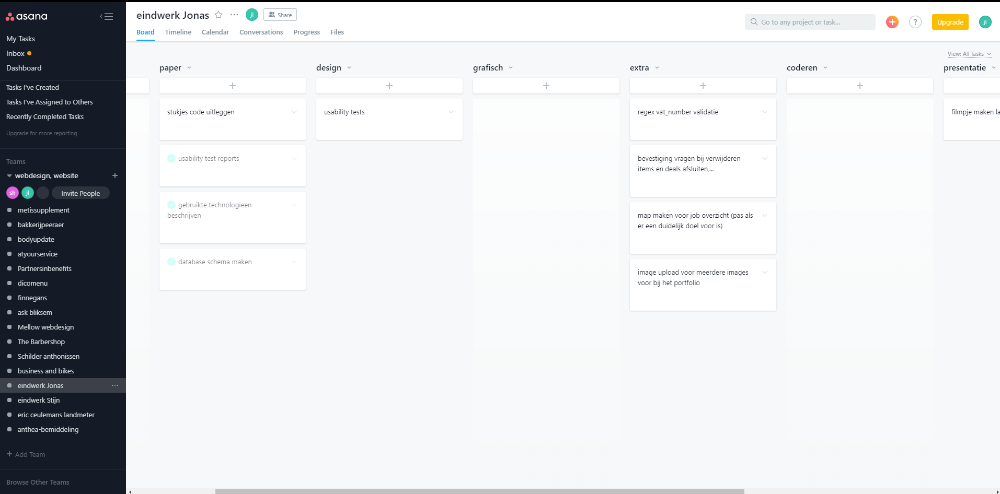 asana
My Tasks
Inbox
Dashboard
Tasks I've Created
Tasks I've Assigned to Others
Recently Completed Tasks
Upgrade for more reporting
Teams
webdesign, website
sh
jl
Invite People
metissupplement
bakkerijpeeraer
bodyupdate
atyourservice
Partnersinbenefits
dicomenu
finnegans
ask bliksem
Mellow webdesign
The Barbershop
Schilder anthonissen
business and bikes
eindwerk Jonas
eindwerk Stijn
eric ceulemans landmeter
anthea-bemiddeling
+ Add Team
Browse Other Teams
eindwerk Jonas
jl
Share
Board Timeline Calendar Conversations Progress Files
Go to any project or task...
?
Upgrade
jl
View: All Tasks
paper
stukjes code uitleggen
usability test reports
gebruikte technologieen
beschrijven
database schema maken
design
usability tests
grafisch
extra
regex vat_number validatie
bevestiging vragen bij verwijderen
items en deals afsluiten,...
map maken voor job overzicht (pas als
er een duidelijk doel voor is)
image upload voor meerdere images
voor bij het portfolio
coderen
presentatie
filmpje maken la